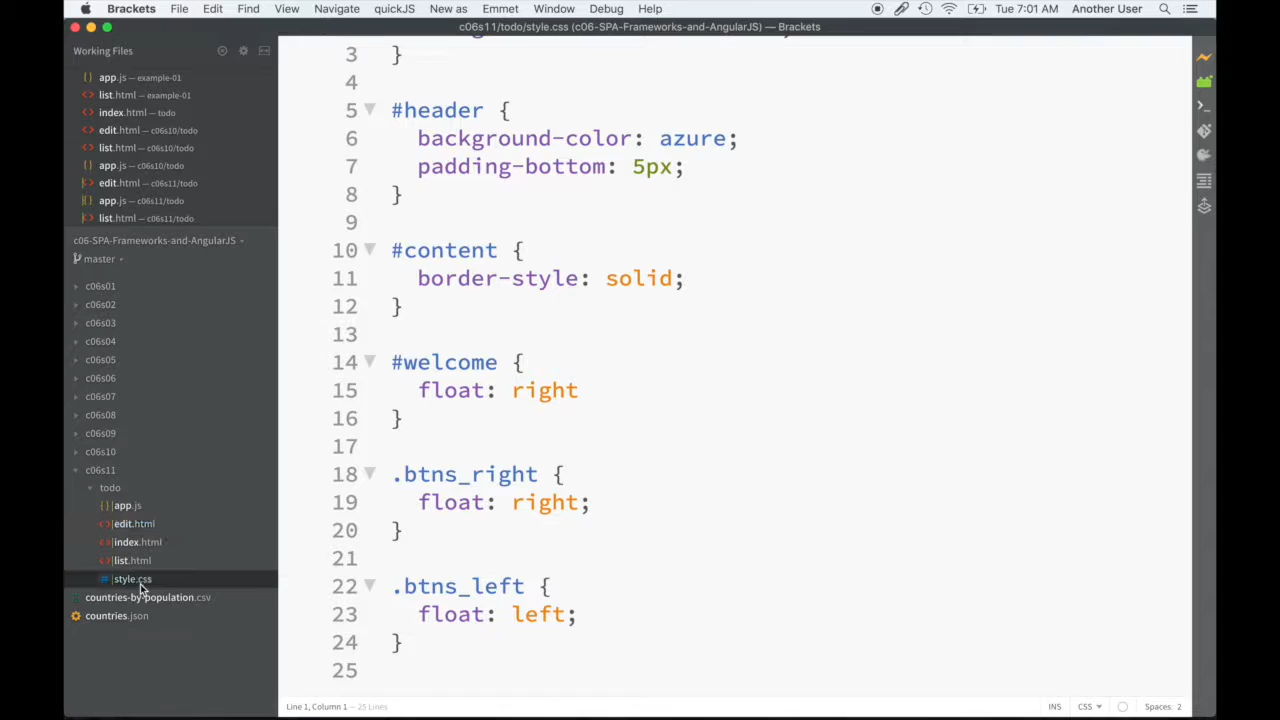 Brackets File Edit Find View Navigate quickJS New as Emmet Window Debug Help Tue 7:01 AM Another User
c06s11/todo/style.css (c06-SPA-Frameworks-and-AngularJS) — Brackets
Working Files
app.js — example-01
list.html — example-01
index.html — todo
edit.html — c06s10/todo
list.html — c06s10/todo
app.js — c06s10/todo
edit.html — c06s11/todo
app.js — c06s11/todo
list.html — c06s11/todo
c06-SPA-Frameworks-and-AngularJS
master
c06s01
c06s02
c06s03
c06s04
c06s05
c06s06
c06s07
c06s08
c06s09
c06s10
c06s11
todo
app.js
edit.html
index.html
list.html
style.css
countries-by-population.csv
countries.json
3 }
4
5 #header {
6 background-color: azure;
7 padding-bottom: 5px;
8 }
9
10 #content {
11 border-style: solid;
12 }
13
14 #welcome {
15 float: right
16 }
17
18 .btns_right {
19 float: right;
20 }
21
22 .btns_left {
23 float: left;
24 }
25
Line 1, Column 1 — 25 Lines INS CSS Spaces: 2